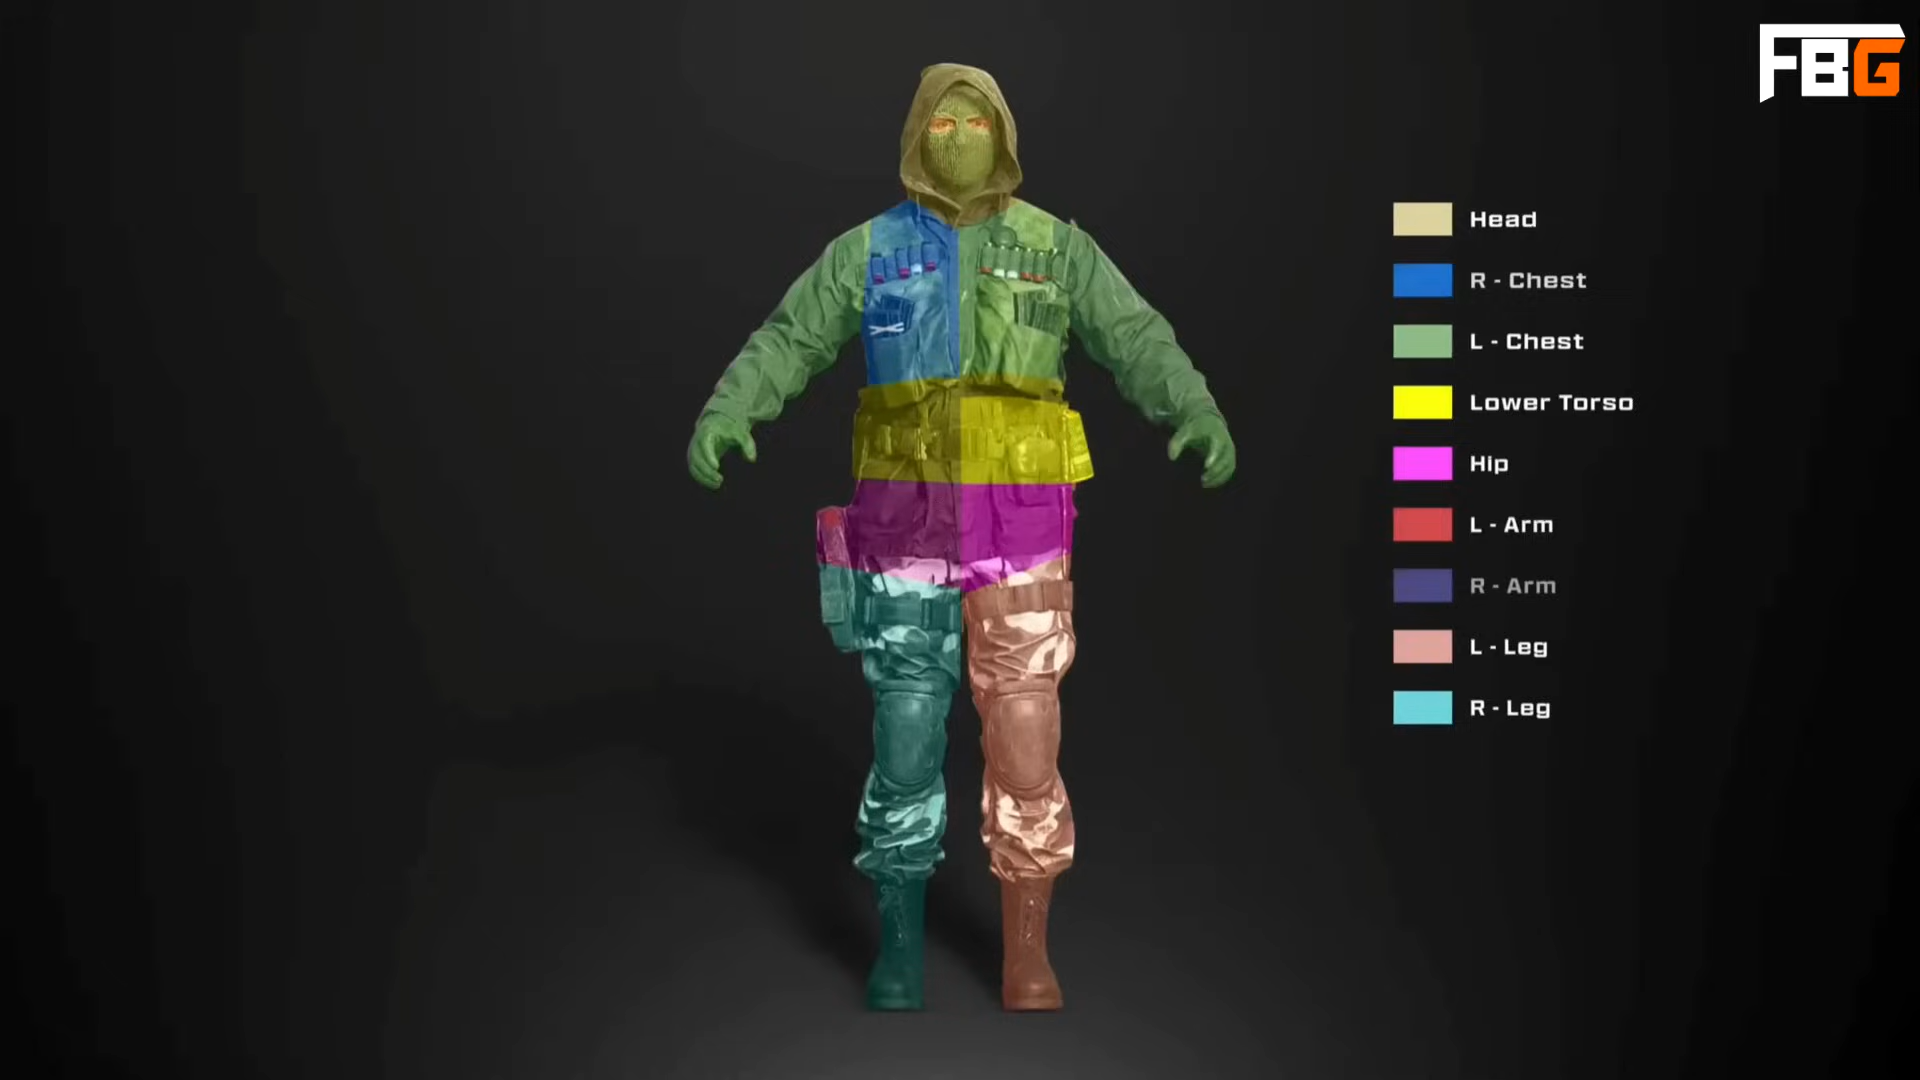 FBG
Head
R - Chest
L - Chest
Lower Torso
Hip
L - Arm
R - Arm
L - Leg
R - Leg